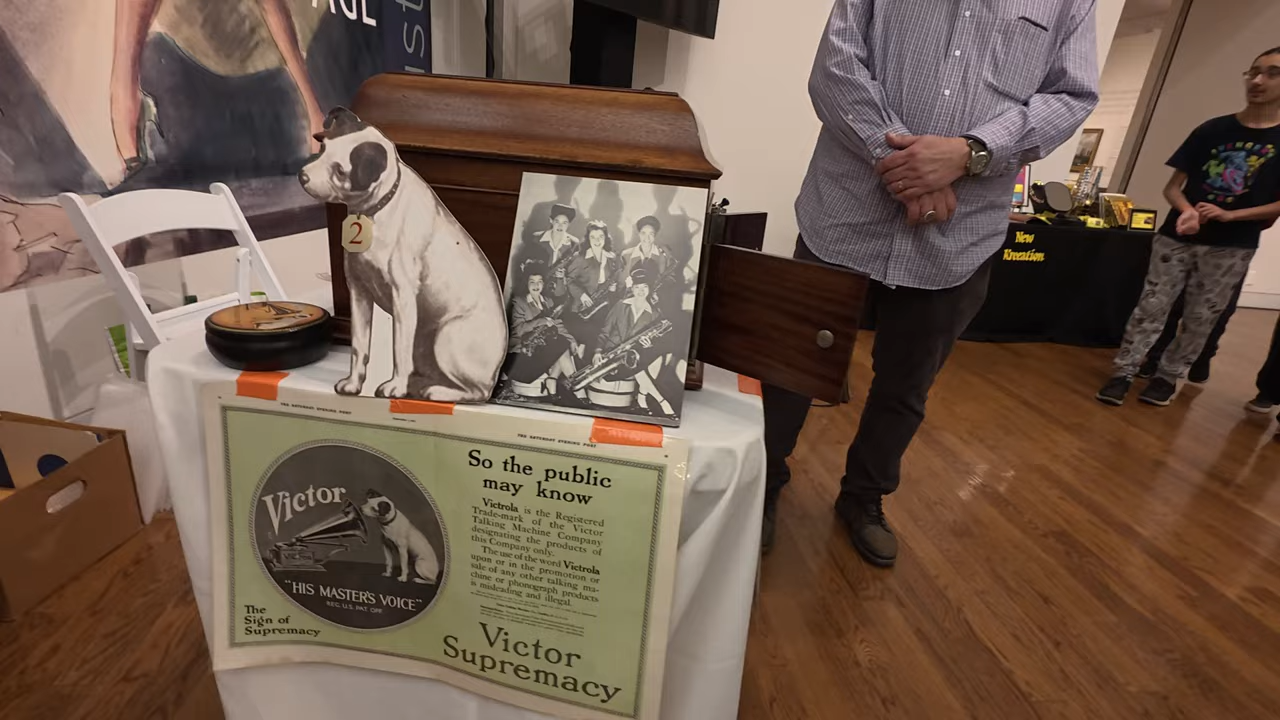 AGE
2
New
Kreation
THE SATURDAY EVENING POST
THE SATURDAY EVENING POST
Victor
"HIS MASTER'S VOICE"
REG. U.S. PAT. OFF.
The
Sign of
Supremacy
So the public
may know
Victrola is the Registered
Trade-mark of the Victor
Talking Machine Company
designating the products of
this Company only.
The use of the word Victrola
upon or in the promotion or
sale of any other talking ma-
chine or phonograph products
is misleading and illegal.
Victor
Supremacy